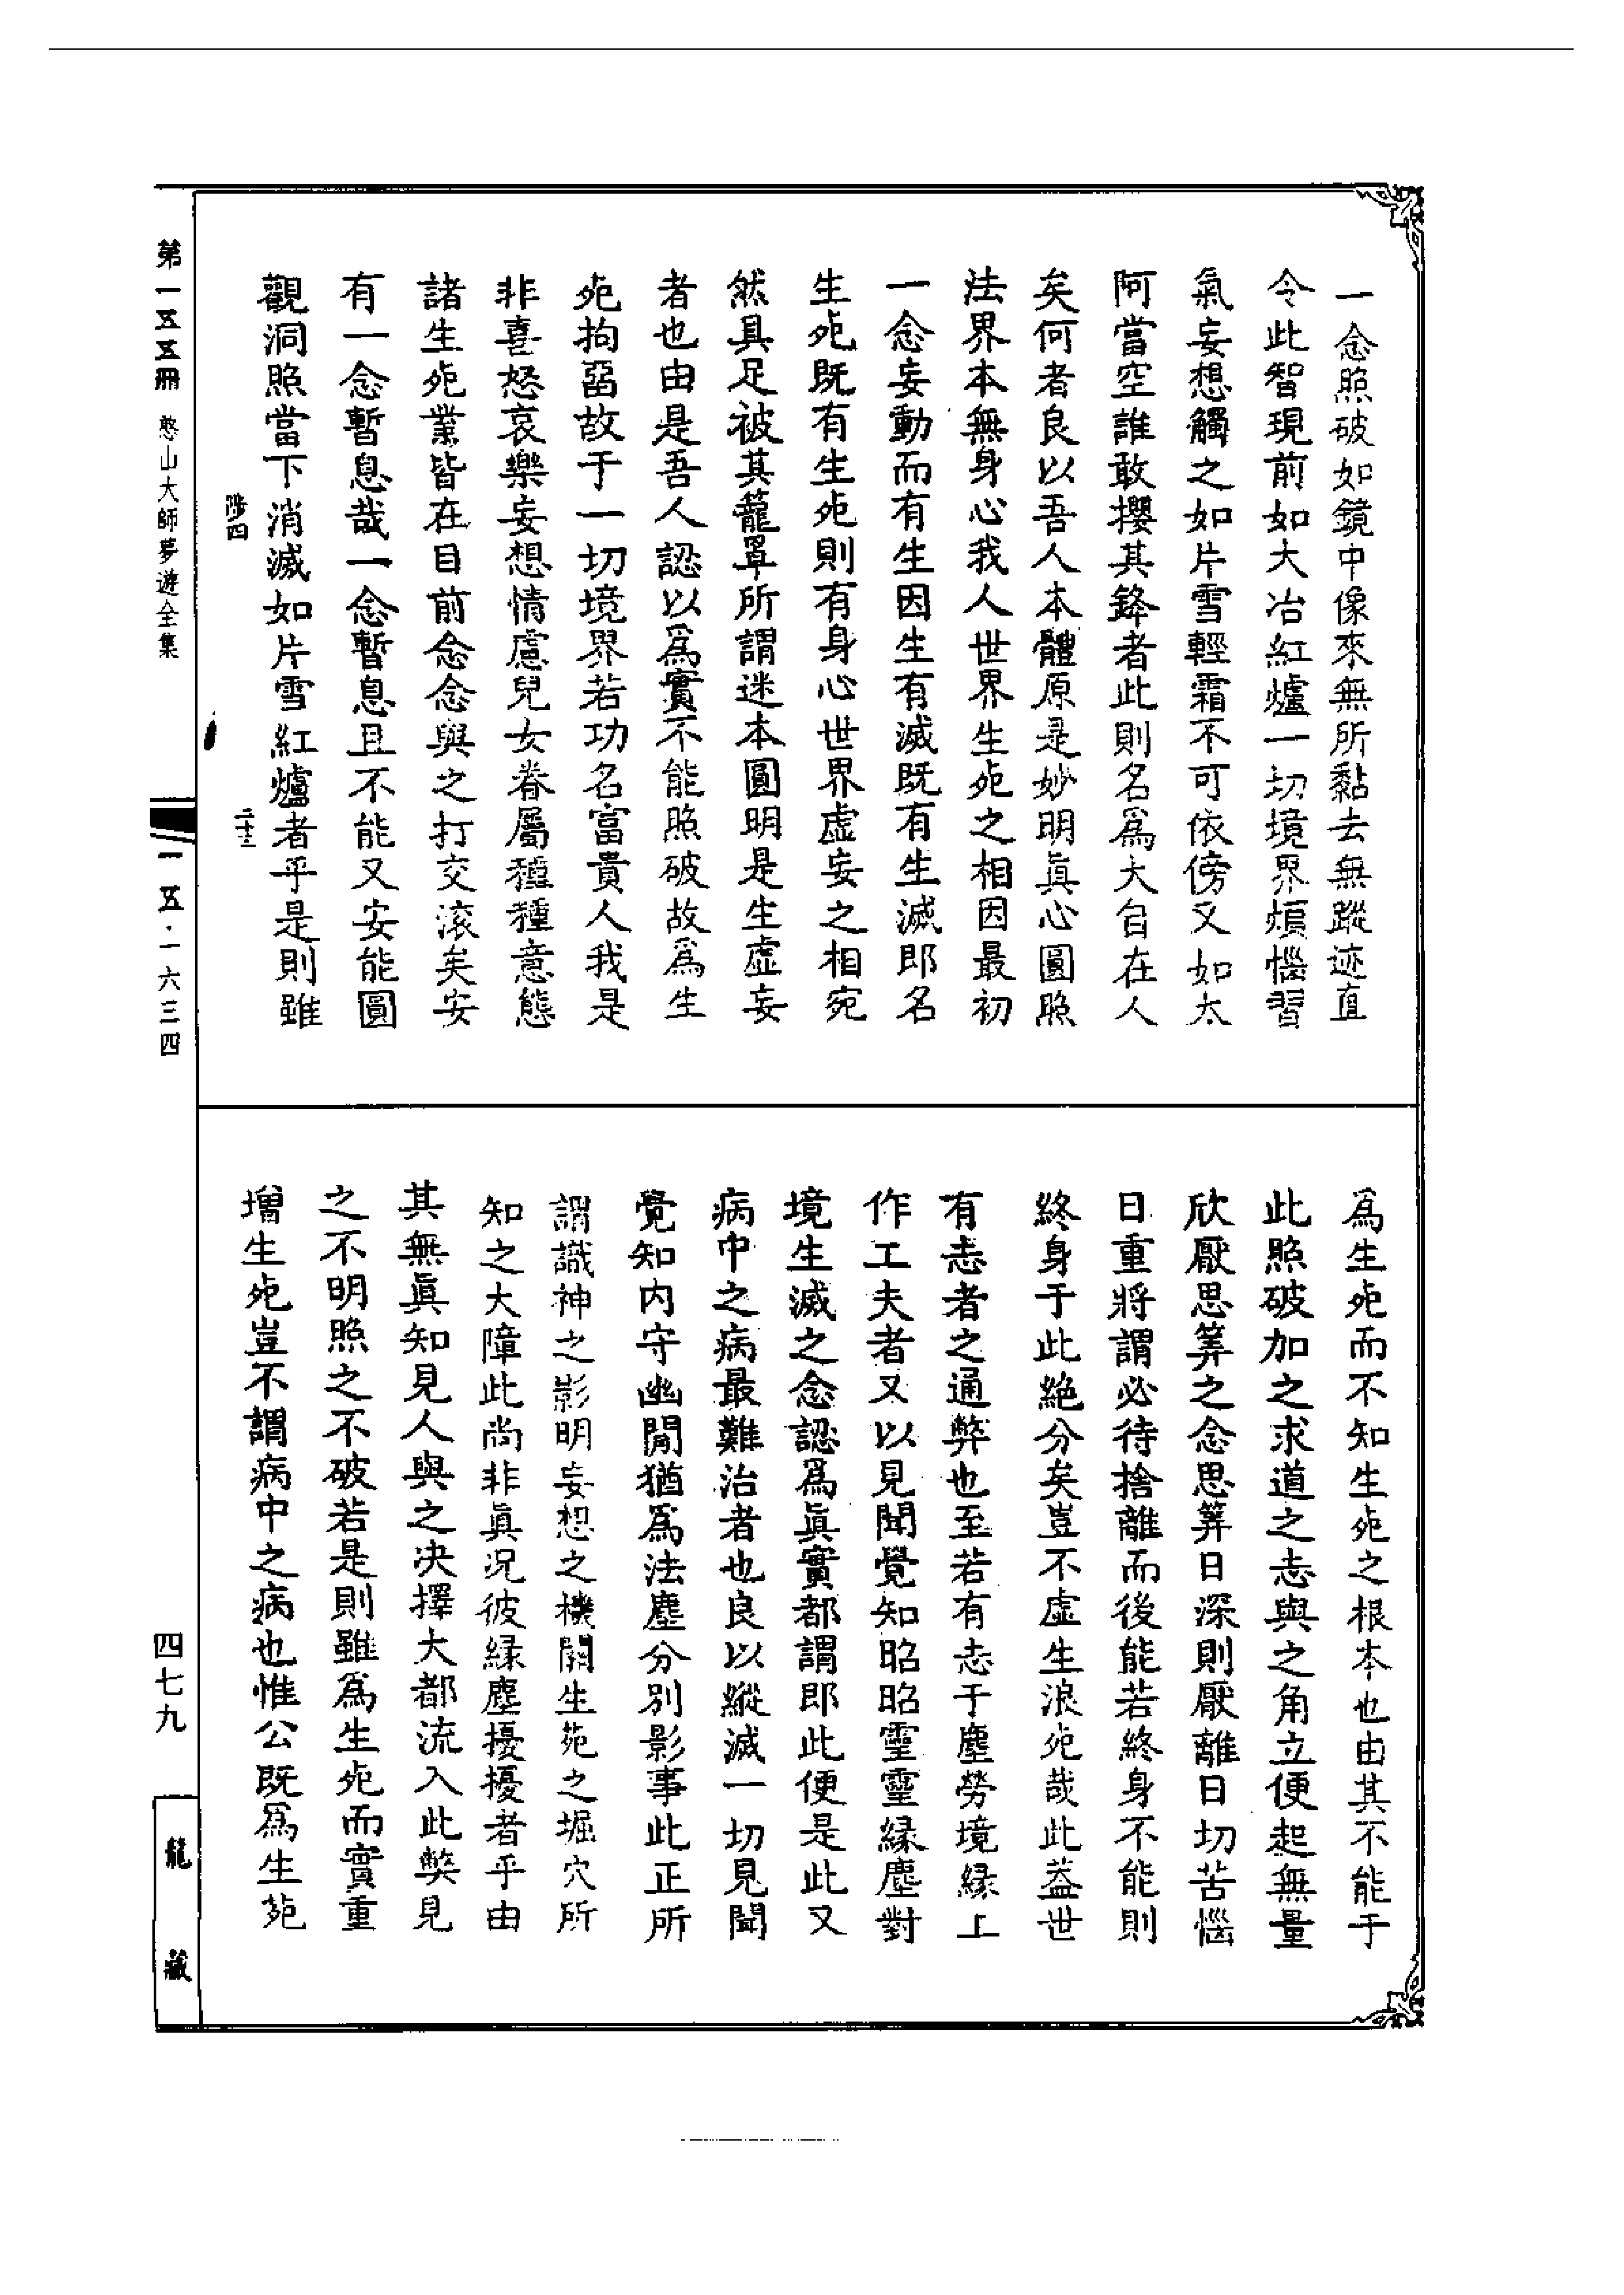 一念照破如鏡中像來無所黏去無蹤迹直
令此智現前如大冶紅爐一切境界煩惱習
氣妄想觸之如片雪輕霜不可依傍又如太
阿當空誰敢攖其鋒者此則名爲大自在人
矣何者良以吾人本體原是妙明眞心圓照
法界本無身心我人世界生死之相因最初
一念妄動而有生因生有滅既有生滅即名
生死既有生死則有身心世界虛妄之相宛
然具足被其籠罩所謂迷本圓明是生虛妄
者也由是吾人認以爲實不能照破故爲生
死拘畱故于一切境界若功名富貴人我是
非喜怒哀樂妄想情慮兒女眷屬種種意態
諸生死業皆在目前念念與之打交滚矣安
有一念暫息哉一念暫息且不能又安能圓
觀洞照當下消滅如片雪紅爐者乎是則雖
爲生死而不知生死之根本也由其不能于
此照破加之求道之志與之角立便起無量
欣厭思筭之念思筭日深則厭離日切苦惱
日重將謂必待捨離而後能若終身不能則
終身于此絶分矣豈不虛生浪死哉此葢世
有志者之通弊也至若有志于塵勞境緣上
作工夫者又以見聞覺知昭昭靈靈緣塵對
境生滅之念認爲眞實都謂即此便是此又
病中之病最難治者也良以縱滅一切見聞
覺知内守幽閒猶爲法塵分別影事此正所
謂識神之影明妄想之機關生死之堀穴所
知之大障此尚非眞况彼緣塵擾擾者乎由
其無眞知見人與之决擇大都流入此弊見
之不明照之不破若是則雖爲生死而實重
增生死豈不謂病中之病也惟公既爲生死
陟四
二十三
第一五五冊 憨山大師夢遊全集
一五·一六三四
四七九
龍藏